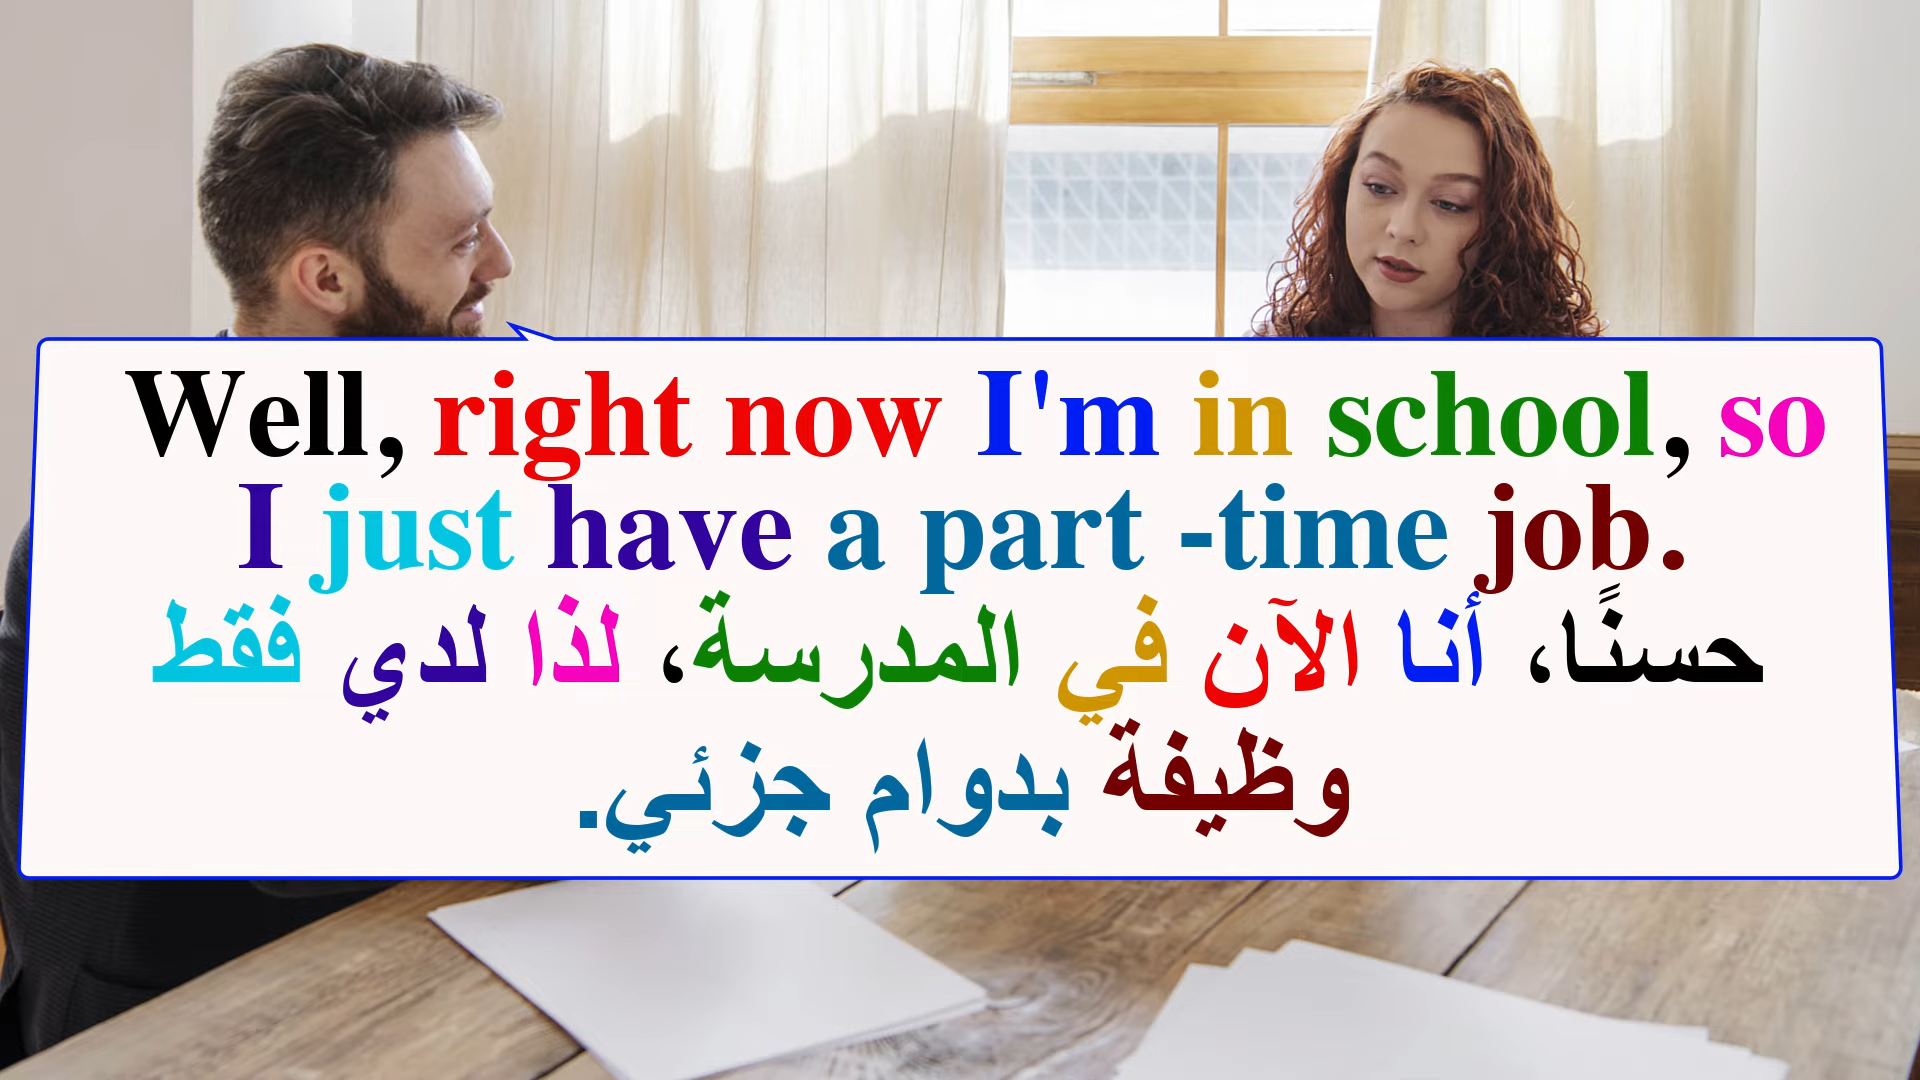 Well, right now I'm in school, so
I just have a part -time job.
حسنًا، أنا الآن في المدرسة، لذا لدي فقط
وظيفة بدوام جزئي.